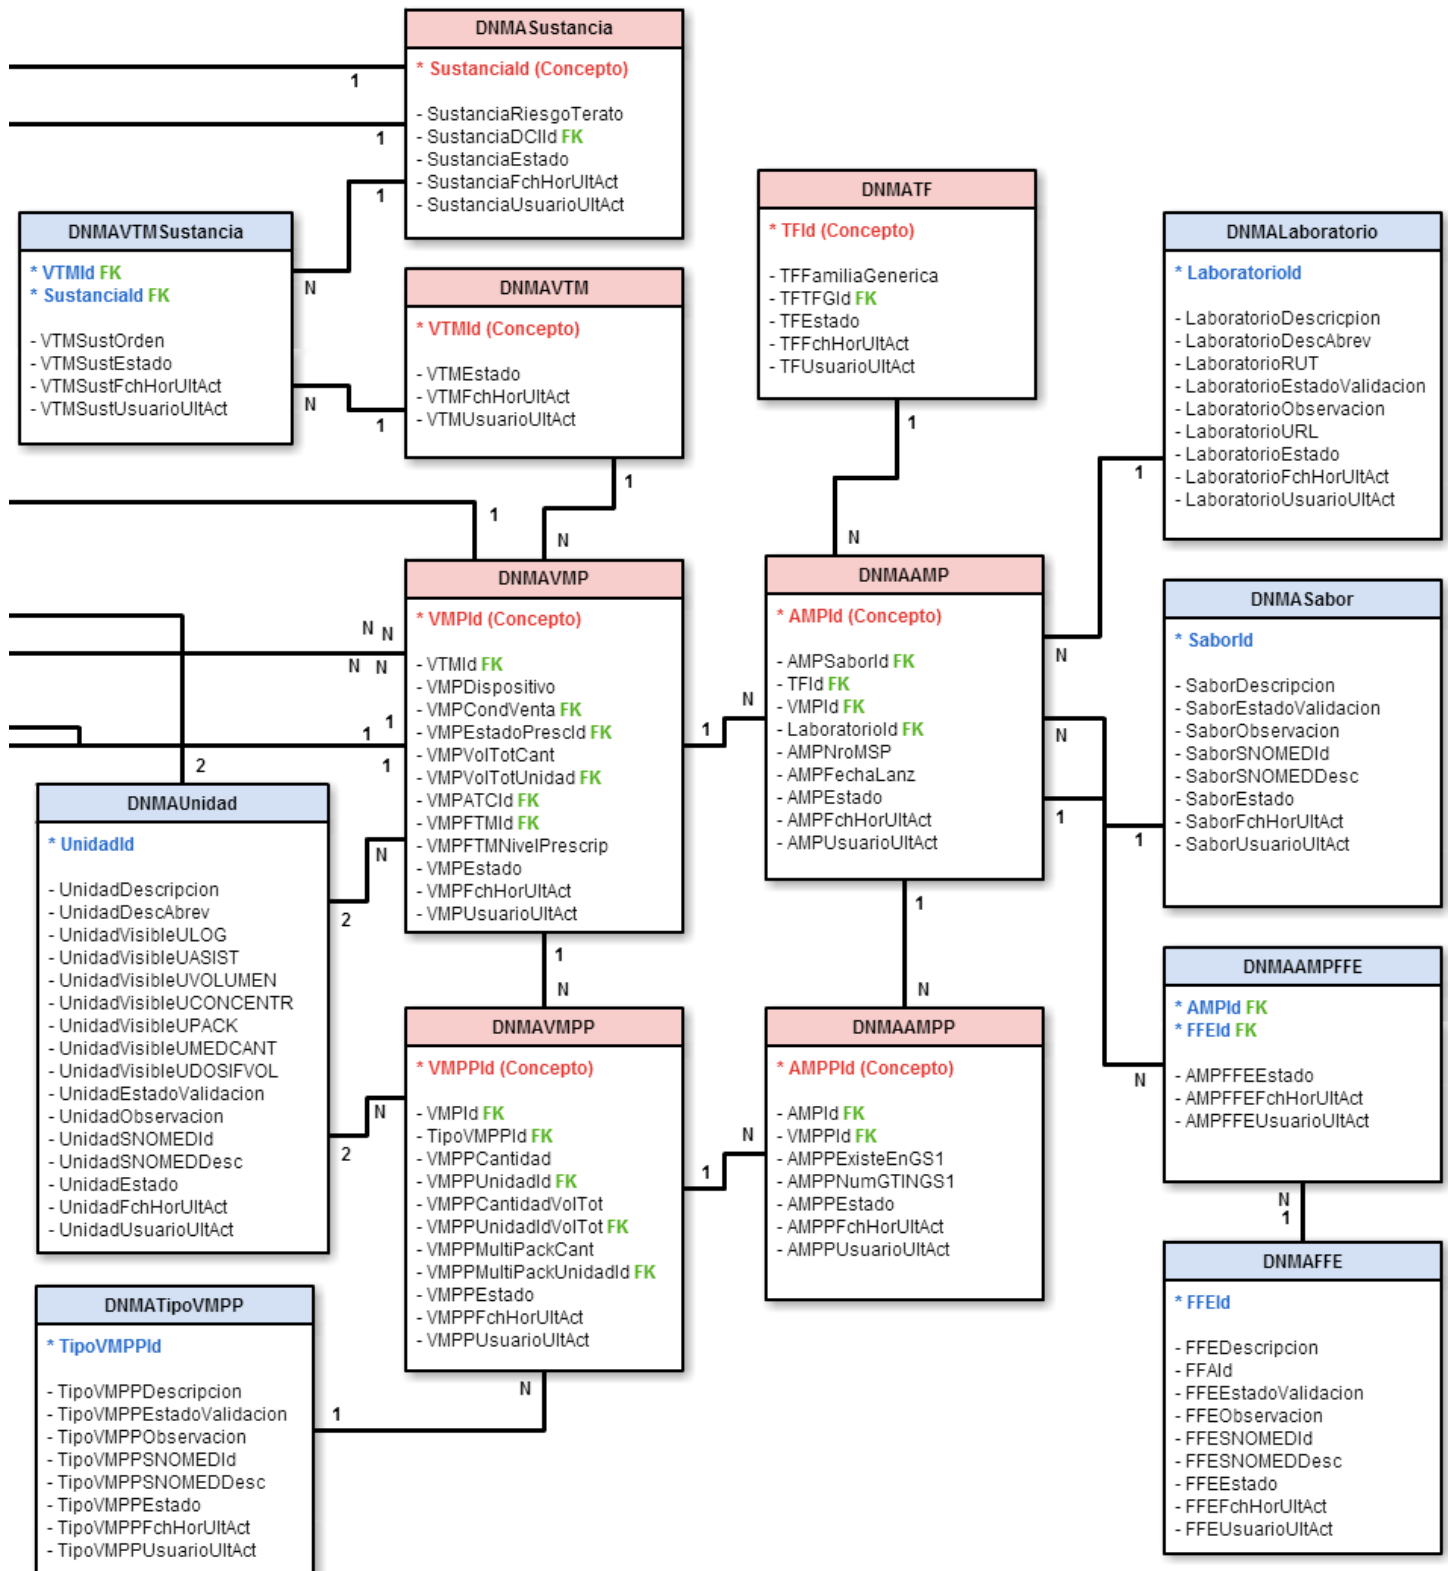 DNMASustancia
* SustanciaId (Concepto)
- SustanciaRiesgoTerato
- SustanciaDCIId FK
- SustanciaEstado
- SustanciaFchHorUltAct
- SustanciaUsuarioUltAct
1
1
1
DNMAVTMSustancia
* VTMId FK
* SustanciaId FK
- VTMSustOrden
- VTMSustEstado
- VTMSustFchHorUltAct
- VTMSustUsuarioUltAct
N
N
DNMAVTM
* VTMId (Concepto)
- VTMEstado
- VTMFchHorUltAct
- VTMUsuarioUltAct
1
1
N
1
DNMATF
* TFId (Concepto)
- TFFamiliaGenerica
- TFTFGId FK
- TFEstado
- TFFchHorUltAct
- TFUsuarioUltAct
1
N
DNMALaboratorio
* LaboratorioId
- LaboratorioDescricpion
- LaboratorioDescAbrev
- LaboratorioRUT
- LaboratorioEstadoValidacion
- LaboratorioObservacion
- LaboratorioURL
- LaboratorioEstado
- LaboratorioFchHorUltAct
- LaboratorioUsuarioUltAct
1
DNMAVMP
* VMPId (Concepto)
- VTMId FK
- VMPDispositivo
- VMPCondVenta FK
- VMPEstadoPrescId FK
- VMPVolTotCant
- VMPVolTotUnidad FK
- VMPATCId FK
- VMPFTMId FK
- VMPFTMNivelPrescrip
- VMPEstado
- VMPFchHorUltAct
- VMPUsuarioUltAct
N N
N N
1
1
1
2
N
2
1
N
1
N
DNMAAMP
* AMPId (Concepto)
- AMPSaborId FK
- TFId FK
- VMPId FK
- LaboratorioId FK
- AMPNroMSP
- AMPFechaLanz
- AMPEstado
- AMPFchHorUltAct
- AMPUsuarioUltAct
N
N
1
1
N
DNMASabor
* SaborId
- SaborDescripcion
- SaborEstadoValidacion
- SaborObservacion
- SaborSNOMEDId
- SaborSNOMEDDesc
- SaborEstado
- SaborFchHorUltAct
- SaborUsuarioUltAct
1
DNMAUnidad
* UnidadId
- UnidadDescripcion
- UnidadDescAbrev
- UnidadVisibleULOG
- UnidadVisibleUASIST
- UnidadVisibleUVOLUMEN
- UnidadVisibleUCONCENTR
- UnidadVisibleUPACK
- UnidadVisibleUMEDCANT
- UnidadVisibleUDOSIFVOL
- UnidadEstadoValidacion
- UnidadObservacion
- UnidadSNOMEDId
- UnidadSNOMEDDesc
- UnidadEstado
- UnidadFchHorUltAct
- UnidadUsuarioUltAct
N
2
DNMAVMPP
* VMPPId (Concepto)
- VMPId FK
- TipoVMPPId FK
- VMPPCantidad
- VMPPUnidadId FK
- VMPPCantidadVolTot
- VMPPUnidadIdVolTot FK
- VMPPMultiPackCant
- VMPPMultiPackUnidadId FK
- VMPPEstado
- VMPPFchHorUltAct
- VMPPUsuarioUltAct
N
1
N
1
DNMAAMPP
* AMPPId (Concepto)
- AMPId FK
- VMPPId FK
- AMPPExisteEnGS1
- AMPPNumGTINGS1
- AMPPEstado
- AMPPFchHorUltAct
- AMPPUsuarioUltAct
DNMAAMPFFE
* AMPId FK
* FFEId FK
- AMPFFEEstado
- AMPFFEFchHorUltAct
- AMPFFEUsuarioUltAct
N
N
1
DNMAFFE
* FFEId
- FFEDescripcion
- FFAId
- FFEEstadoValidacion
- FFEObservacion
- FFESNOMEDId
- FFESNOMEDDesc
- FFEEstado
- FFEFchHorUltAct
- FFEUsuarioUltAct
DNMATipoVMPP
* TipoVMPPId
- TipoVMPPDescripcion
- TipoVMPPEstadoValidacion
- TipoVMPPObservacion
- TipoVMPPSNOMEDId
- TipoVMPPSNOMEDDesc
- TipoVMPPEstado
- TipoVMPPFchHorUltAct
- TipoVMPPUsuarioUltAct